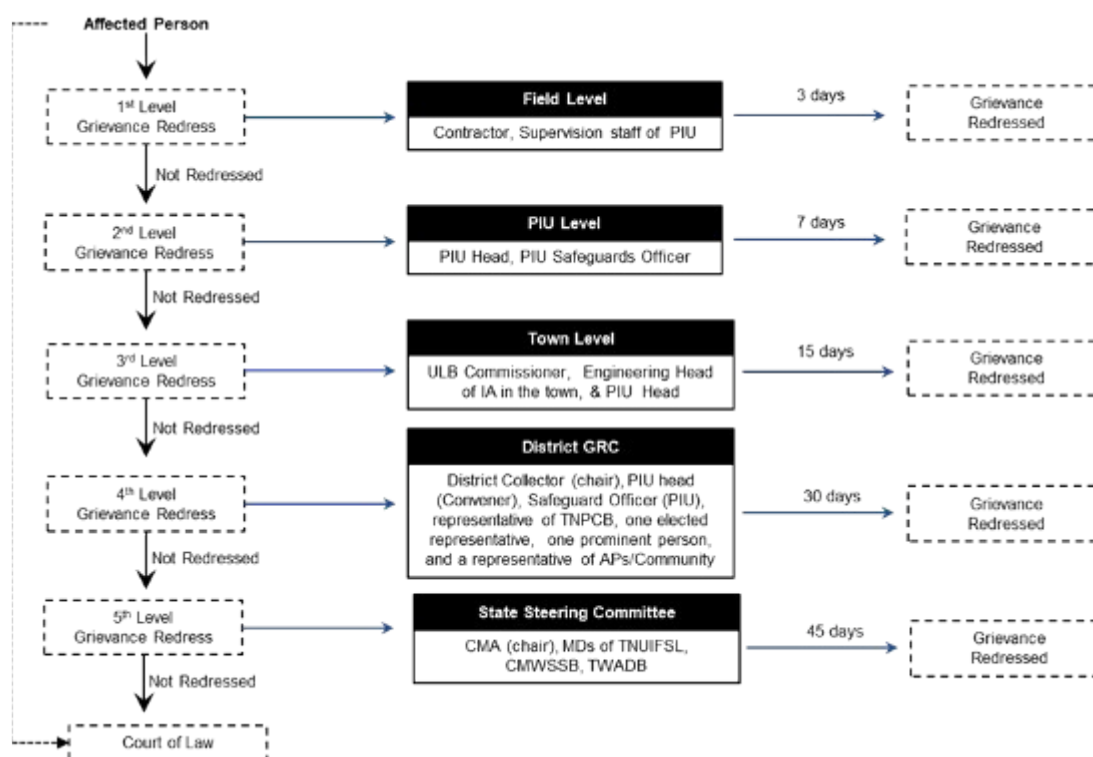 Affected Person
1st Level
Grievance Redress
Field Level
Contractor, Supervision staff of PIU
3 days
Grievance
Redressed
Not Redressed
2nd Level
Grievance Redress
PIU Level
PIU Head, PIU Safeguards Officer
7 days
Grievance
Redressed
Not Redressed
3rd Level
Grievance Redress
Town Level
ULB Commissioner, Engineering Head
of IA in the town, & PIU Head
15 days
Grievance
Redressed
Not Redressed
4th Level
Grievance Redress
District GRC
District Collector (chair), PIU head
(Convener), Safeguard Officer (PIU),
representative of TNPCB, one elected
representative, one prominent person,
and a representative of APs/Community
30 days
Grievance
Redressed
Not Redressed
5th Level
Grievance Redress
State Steering Committee
CMA (chair), MDs of TNUIFSL,
CMWSSB, TWADB
45 days
Grievance
Redressed
Not Redressed
Court of Law